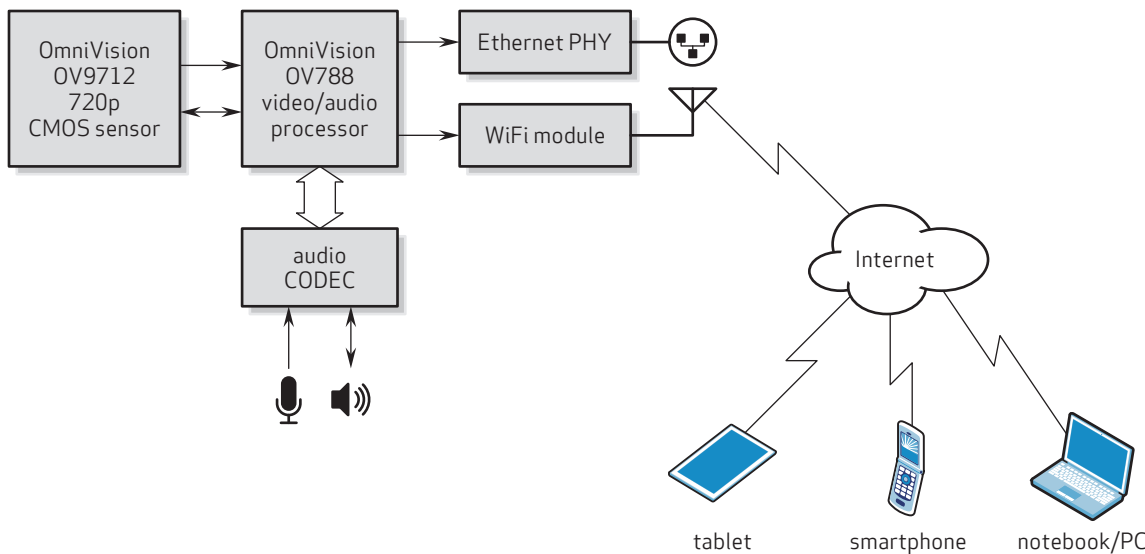 OmniVision
OV9712
720p
CMOS sensor
OmniVision
OV788
video/audio
processor
Ethernet PHY
WiFi module
audio
CODEC
Internet
tablet
smartphone
notebook/PC